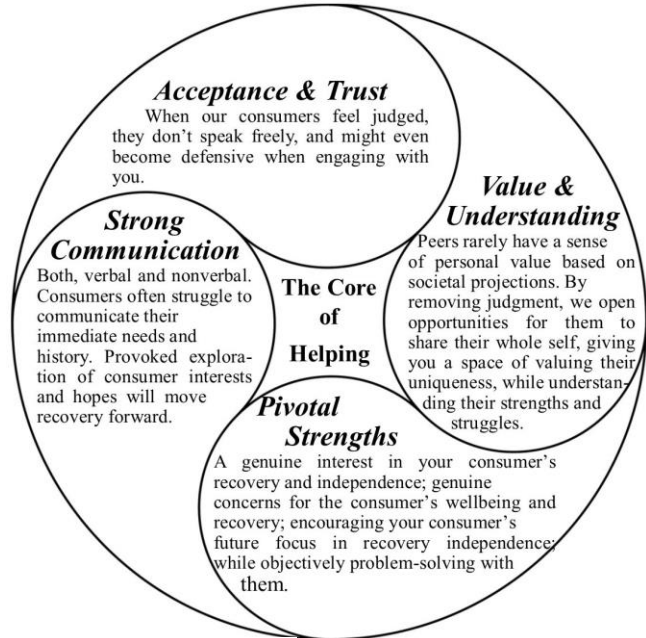 Acceptance & Trust
When our consumers feel judged,
they don’t speak freely, and might even
become defensive when engaging with
you.
Strong
Communication
Both, verbal and nonverbal.
Consumers often struggle to
communicate their
immediate needs and
history. Provoked explora-
tion of consumer interests
and hopes will move
recovery forward.
The Core
of
Helping
Value &
Understanding
Peers rarely have a sense
of personal value based on
societal projections. By
removing judgment, we open
opportunities for them to
share their whole self, giving
you a space of valuing their
uniqueness, while understan-
ding their strengths and
struggles.
Pivotal
Strengths
A genuine interest in your consumer’s
recovery and independence; genuine
concerns for the consumer’s wellbeing and
recovery; encouraging your consumer’s
future focus in recovery independence;
while objectively problem-solving with
them.